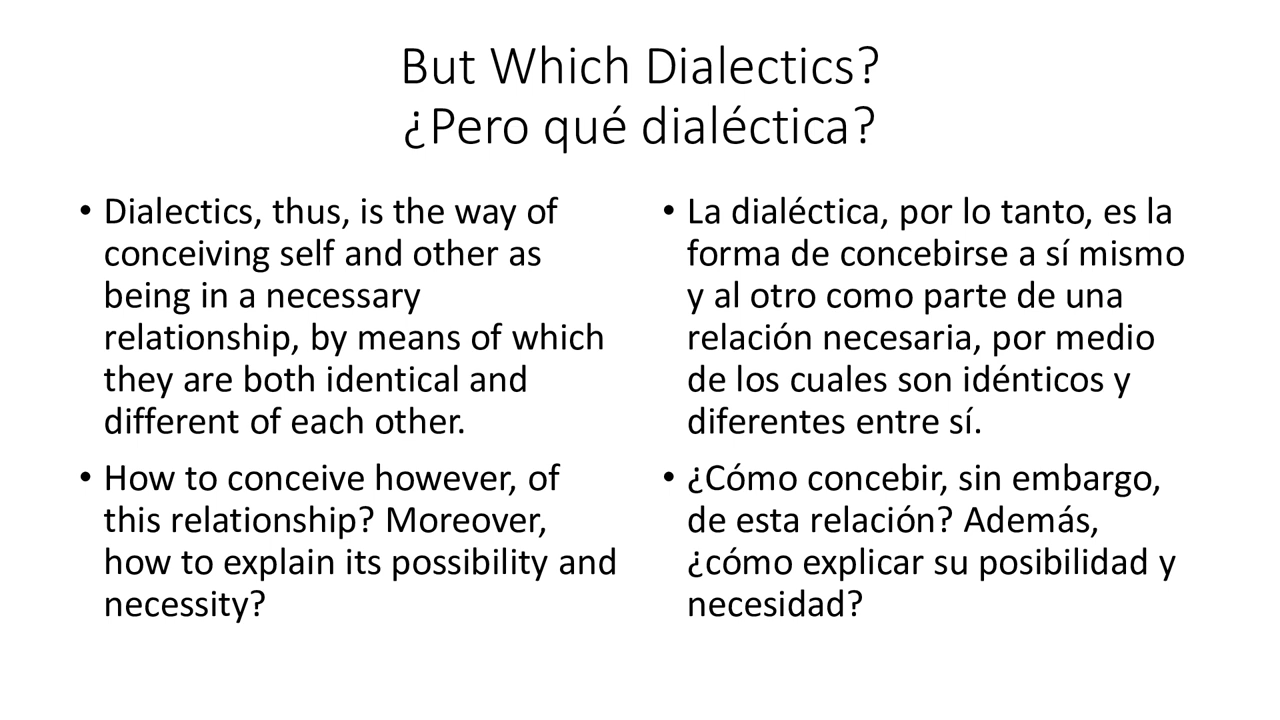 But Which Dialectics?
¿Pero qué dialéctica?
• Dialectics, thus, is the way of
conceiving self and other as
being in a necessary
relationship, by means of which
they are both identical and
different of each other.
• How to conceive however, of
this relationship? Moreover,
how to explain its possibility and
necessity?
• La dialéctica, por lo tanto, es la
forma de concebirse a sí mismo
y al otro como parte de una
relación necesaria, por medio
de los cuales son idénticos y
diferentes entre sí.
• ¿Cómo concebir, sin embargo,
de esta relación? Además,
¿cómo explicar su posibilidad y
necesidad?